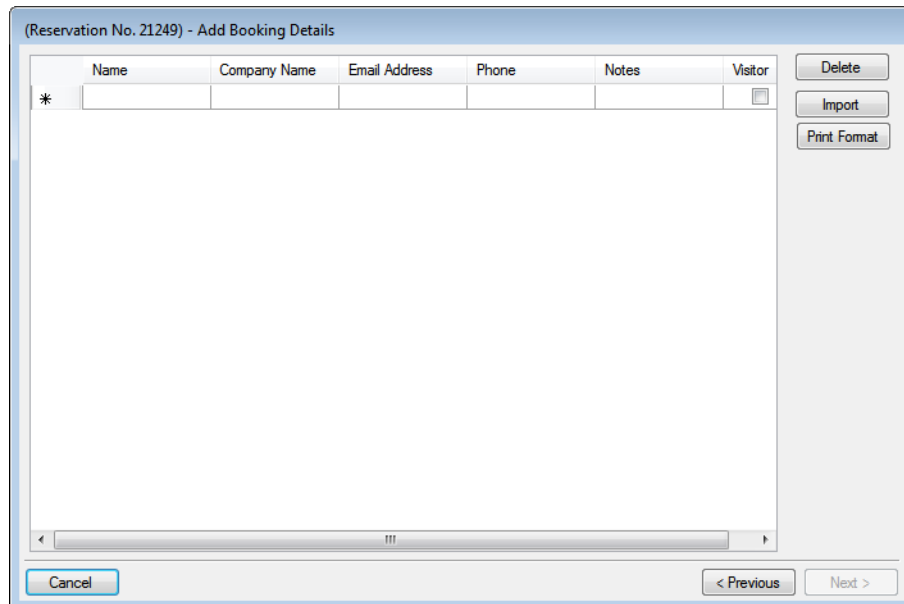 (Reservation No. 21249) - Add Booking Details
Name Company Name Email Address Phone Notes Visitor
Delete
Import
Print Format
Cancel
< Previous
Next >